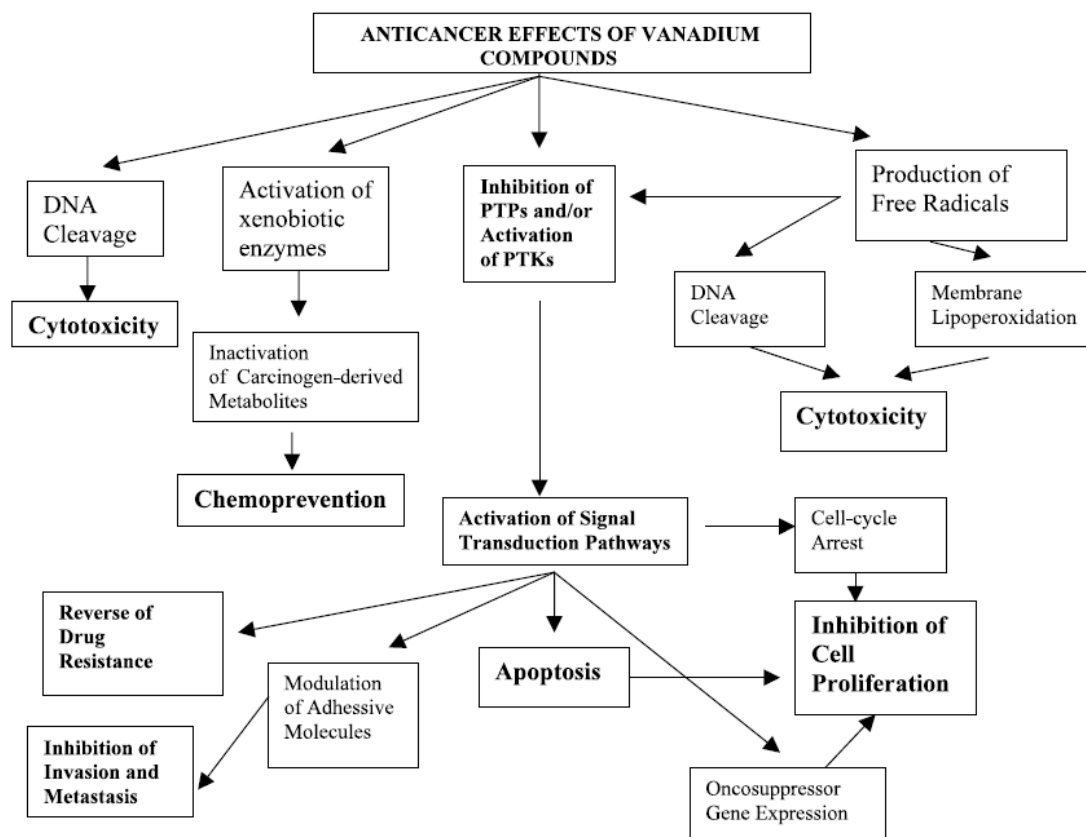 ANTICANCER EFFECTS OF VANADIUM
COMPOUNDS
DNA
Cleavage
Activation of
xenobiotic
enzymes
Inhibition of
PTPs and/or
Activation
of PTKs
Production of
Free Radicals
Cytotoxicity
Inactivation
of Carcinogen-derived
Metabolites
DNA
Cleavage
Membrane
Lipoperoxidation
Cytotoxicity
Chemoprevention
Activation of Signal
Transduction Pathways
Cell-cycle
Arrest
Reverse of
Drug
Resistance
Modulation
of Adhessive
Molecules
Apoptosis
Inhibition of
Cell
Proliferation
Inhibition of
Invasion and
Metastasis
Oncosuppressor
Gene Expression